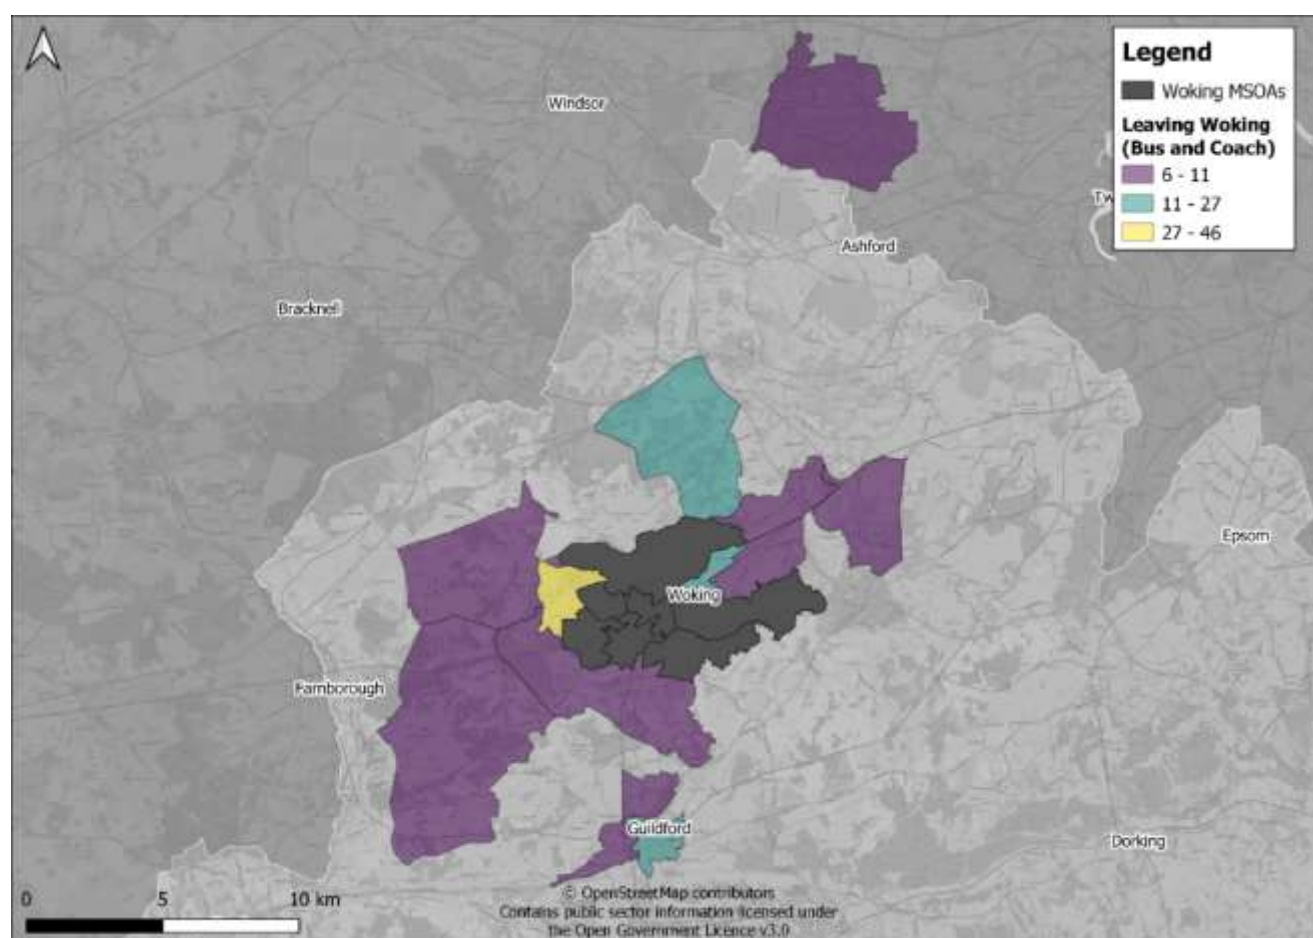 Legend
Woking MSOAs
Leaving Woking
(Bus and Coach)
6 - 11
11 - 27
27 - 46
Windsor
Tw
Ashford
Bracknell
Epsom
Woking
Farnborough
Guildford
Dorking
0 5 10 km
© OpenStreetMap contributors
Contains public sector information licensed under
the Open Government Licence v3.0